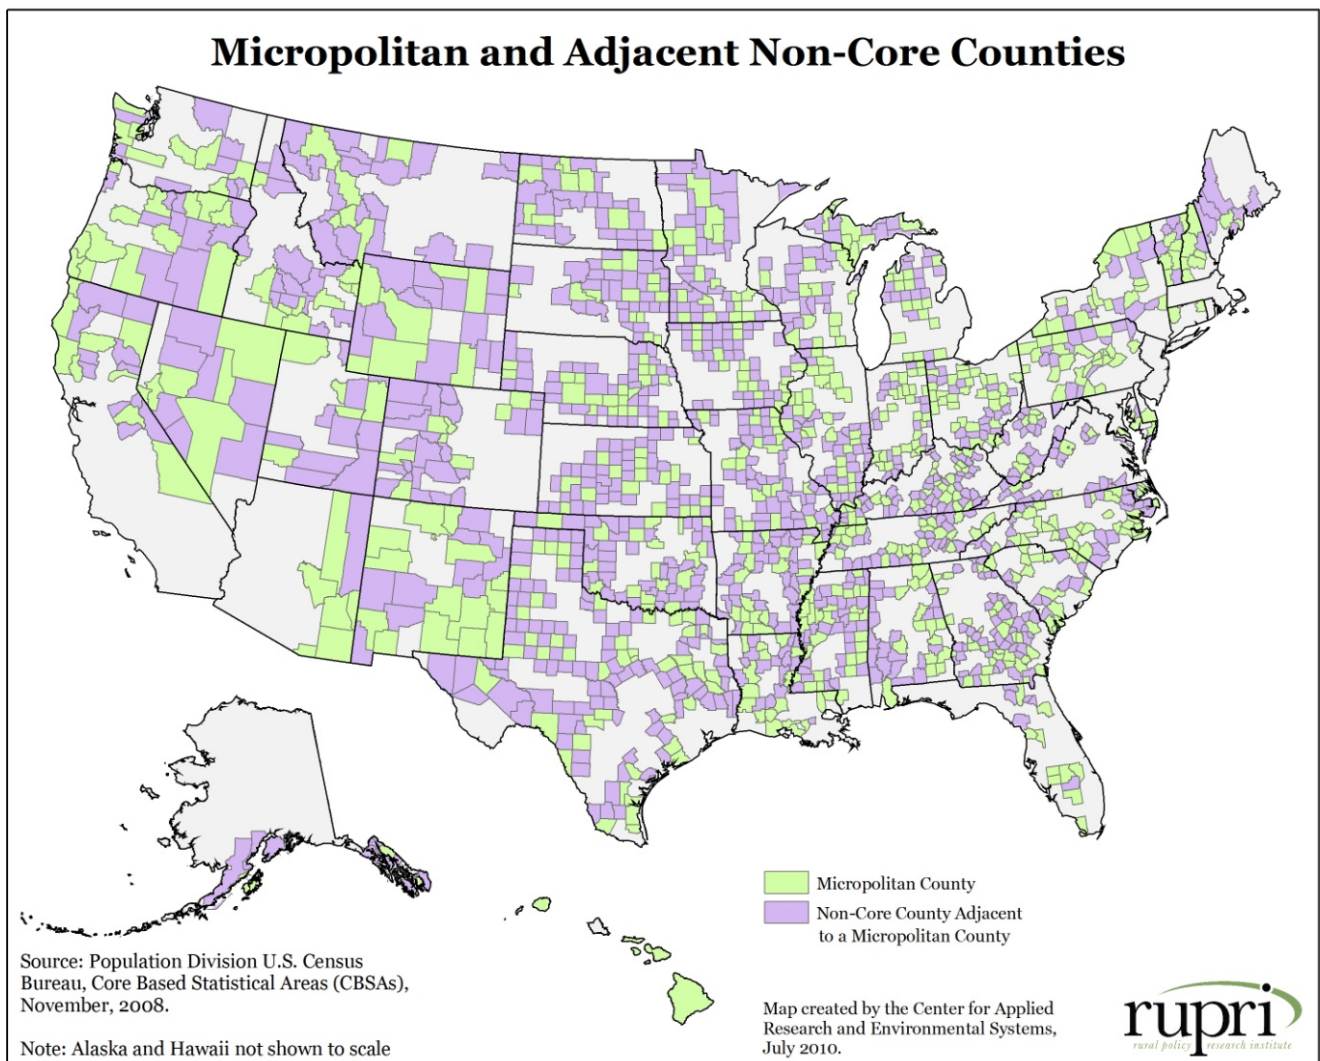 Micropolitan and Adjacent Non-Core Counties
Micropolitan County
Non-Core County Adjacent
to a Micropolitan County
Source: Population Division U.S. Census
Bureau, Core Based Statistical Areas (CBSAs),
November, 2008.
Note: Alaska and Hawaii not shown to scale
Map created by the Center for Applied
Research and Environmental Systems,
July 2010.
rupri
rural policy research institute